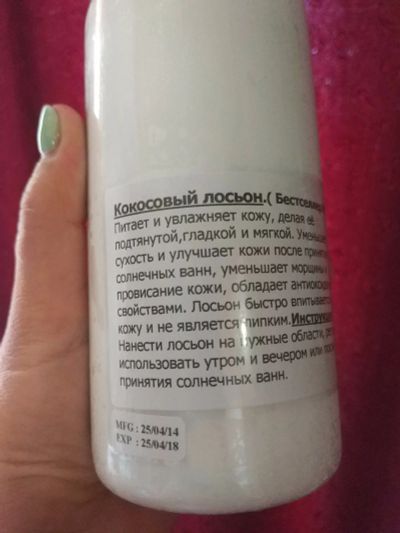 Кокосовый лосьон.( Бестселлер
Питает и увлажняет кожу, делая её
подтянутой,гладкой и мягкой.
сухость и улучшает кожи после
солнечных ванн, уменьшает морщины
провисание кожи, обладает
свойствами. Лосьон быстро
кожу и не является липким.
Нанести лосьон на нужные области,
использовать утром и вечером или
принятия солнечных ванн.
MFG : 25/04/14
EXP : 25/04/18